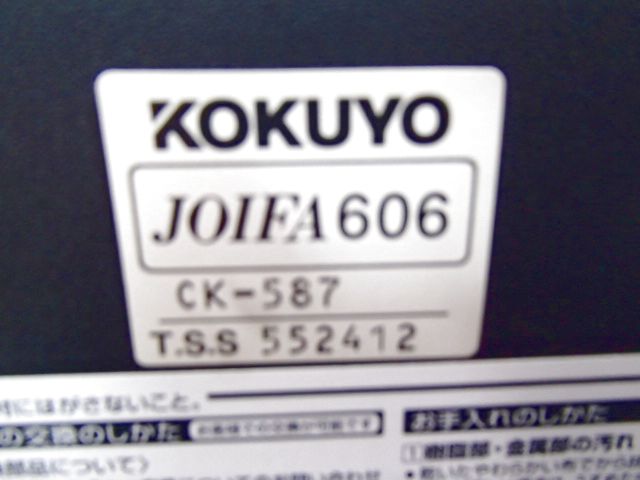 KOKUYO
JOIFA 606
CK-587
T.S.S 552412
にはがさないこと。
の交換のしかた
お手入れのしかた
部品について〉
1 樹脂部・金属部の汚れ